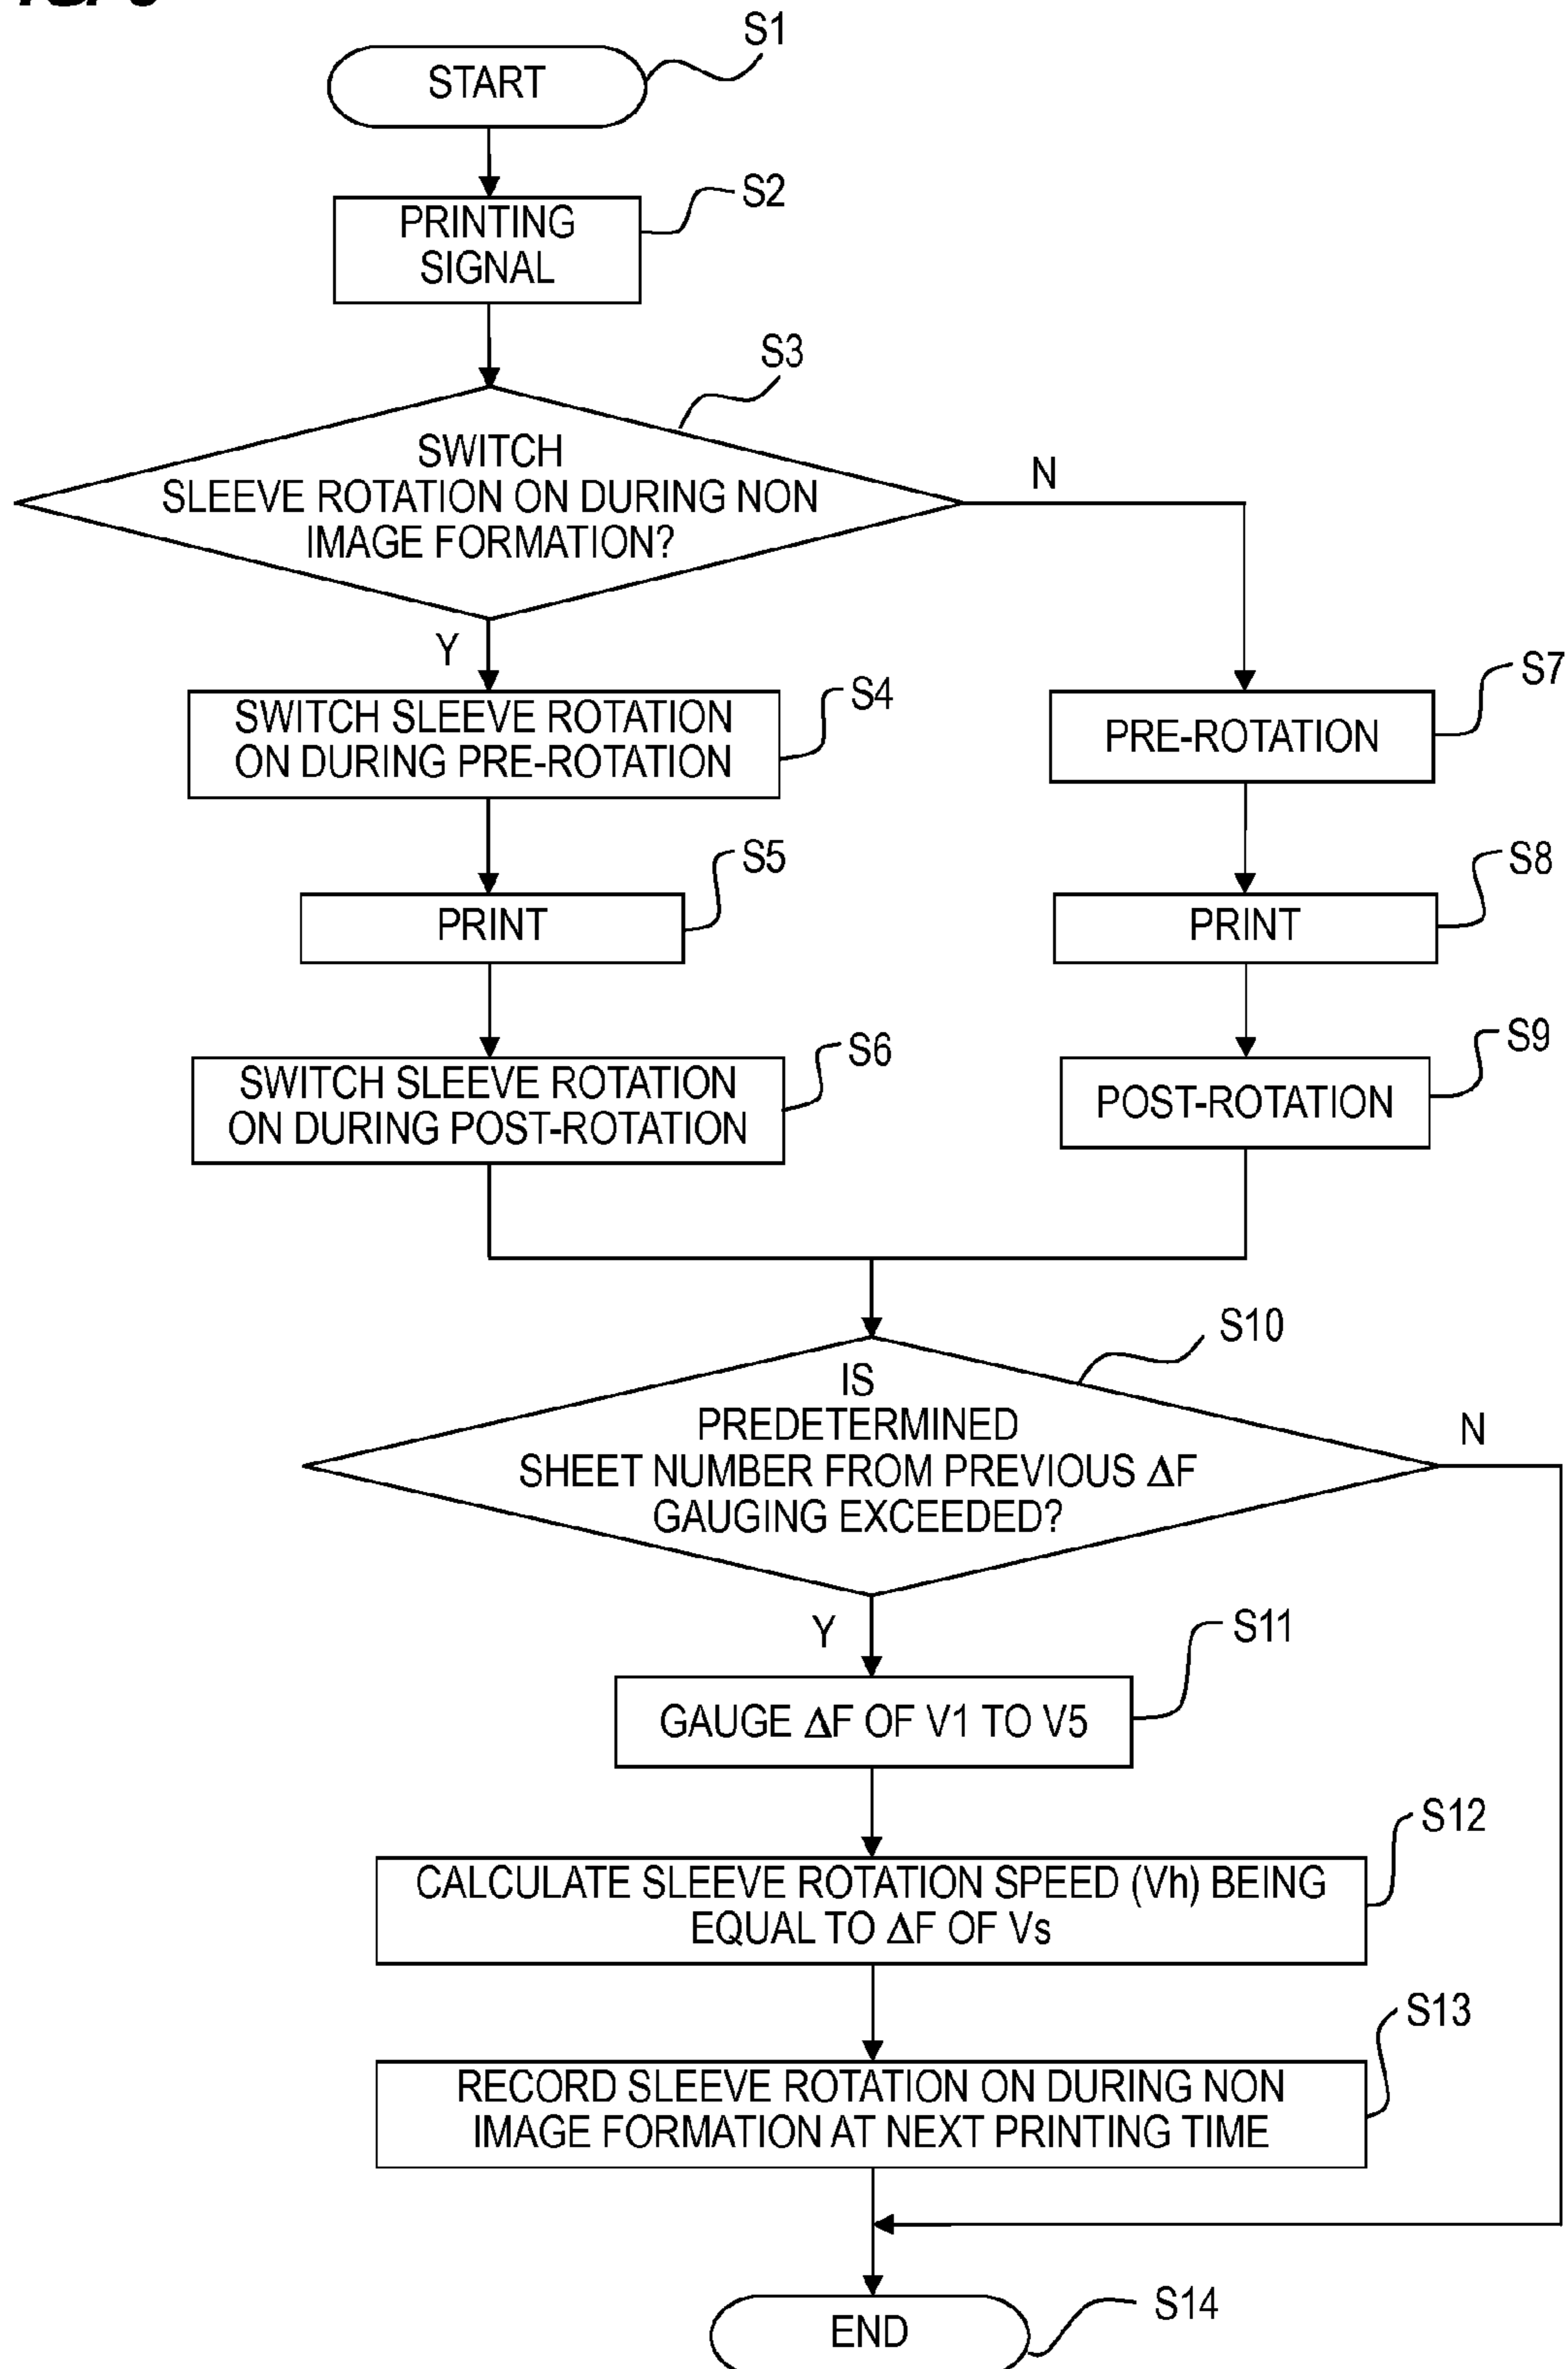 S1
START
S2
PRINTING
SIGNAL
S3
SWITCH
SLEEVE ROTATION ON DURING NON
IMAGE FORMATION?
N
Y
S4
SWITCH SLEEVE ROTATION
ON DURING PRE-ROTATION
S7
PRE-ROTATION
S5
PRINT
S8
PRINT
S6
SWITCH SLEEVE ROTATION
ON DURING POST-ROTATION
S9
POST-ROTATION
S10
IS
PREDETERMINED
SHEET NUMBER FROM PREVIOUS ΔF
GAUGING EXCEEDED?
N
Y
S11
GAUGE ΔF OF V1 TO V5
S12
CALCULATE SLEEVE ROTATION SPEED (Vh) BEING
EQUAL TO ΔF OF Vs
S13
RECORD SLEEVE ROTATION ON DURING NON
IMAGE FORMATION AT NEXT PRINTING TIME
S14
END